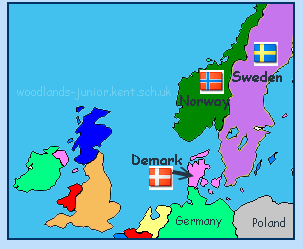 woodlands-junior.kent.sch.uk
Sweden
Norway
Demark
Germany
Poland